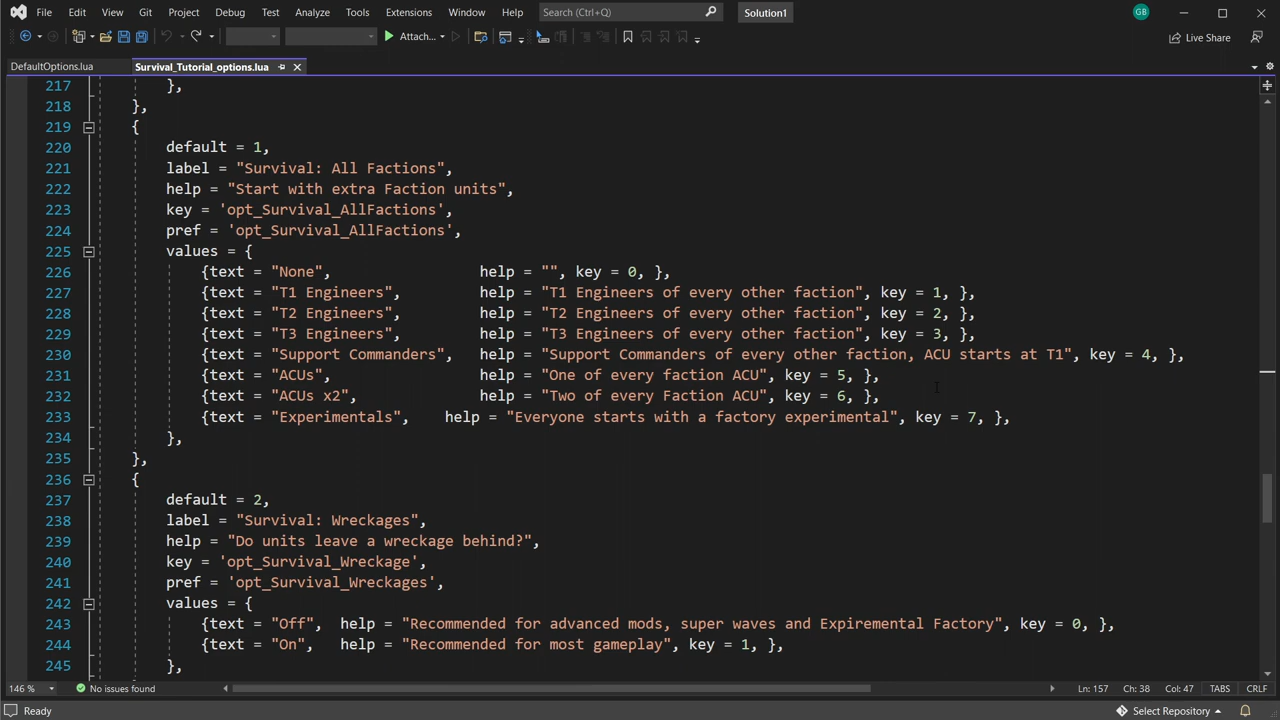 File Edit View Git Project Debug Test Analyze Tools Extensions Window Help Search (Ctrl+Q) Solution1 GB
Attach... Live Share
DefaultOptions.lua Survival_Tutorial_options.lua
217 },
218 },
219 {
220 default = 1,
221 label = "Survival: All Factions",
222 help = "Start with extra Faction units",
223 key = 'opt_Survival_AllFactions',
224 pref = 'opt_Survival_AllFactions',
225 values = {
226 {text = "None", help = "", key = 0, },
227 {text = "T1 Engineers", help = "T1 Engineers of every other faction", key = 1, },
228 {text = "T2 Engineers", help = "T2 Engineers of every other faction", key = 2, },
229 {text = "T3 Engineers", help = "T3 Engineers of every other faction", key = 3, },
230 {text = "Support Commanders", help = "Support Commanders of every other faction, ACU starts at T1", key = 4, },
231 {text = "ACUs", help = "One of every faction ACU", key = 5, },
232 {text = "ACUs x2", help = "Two of every Faction ACU", key = 6, },
233 {text = "Experimentals", help = "Everyone starts with a factory experimental", key = 7, },
234 },
235 },
236 {
237 default = 2,
238 label = "Survival: Wreckages",
239 help = "Do units leave a wreckage behind?",
240 key = 'opt_Survival_Wreckage',
241 pref = 'opt_Survival_Wreckages',
242 values = {
243 {text = "Off", help = "Recommended for advanced mods, super waves and Expiremental Factory", key = 0, },
244 {text = "On", help = "Recommended for most gameplay", key = 1, },
245 },
146 % No issues found Ln: 157 Ch: 38 Col: 47 TABS CRLF
Ready Select Repository